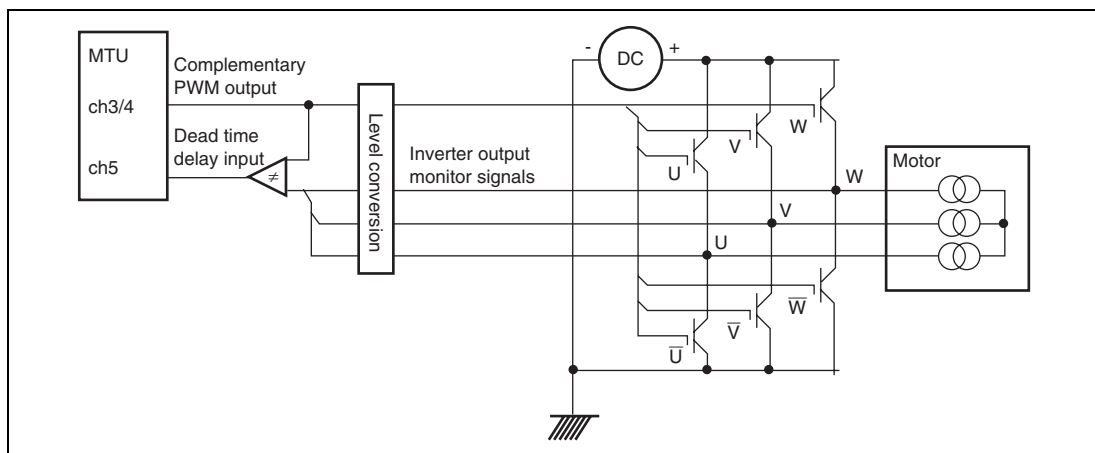 MTU
ch3/4
ch5
Complementary
PWM output
Dead time
delay input
≠
Level conversion
Inverter output
monitor signals
- DC +
W
V
U
W
V
U
W̅
V̅
U̅
Motor